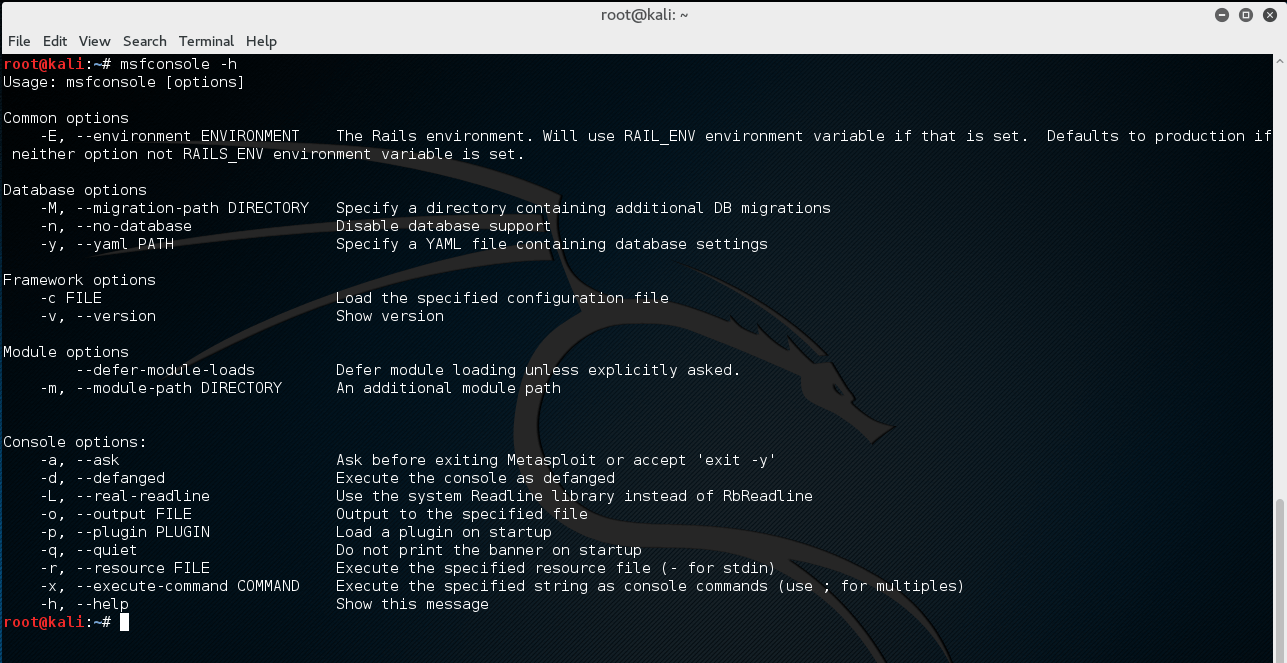 root@kali: ~
File Edit View Search Terminal Help
root@kali:~# msfconsole -h
Usage: msfconsole [options]
Common options
-E, --environment ENVIRONMENT The Rails environment. Will use RAIL_ENV environment variable if that is set. Defaults to production if
neither option not RAILS_ENV environment variable is set.
Database options
-M, --migration-path DIRECTORY Specify a directory containing additional DB migrations
-n, --no-database Disable database support
-y, --yaml PATH Specify a YAML file containing database settings
Framework options
-c FILE Load the specified configuration file
-v, --version Show version
Module options
--defer-module-loads Defer module loading unless explicitly asked.
-m, --module-path DIRECTORY An additional module path
Console options:
-a, --ask Ask before exiting Metasploit or accept 'exit -y'
-d, --defanged Execute the console as defanged
-L, --real-readline Use the system Readline library instead of RbReadline
-o, --output FILE Output to the specified file
-p, --plugin PLUGIN Load a plugin on startup
-q, --quiet Do not print the banner on startup
-r, --resource FILE Execute the specified resource file (- for stdin)
-x, --execute-command COMMAND Execute the specified string as console commands (use ; for multiples)
-h, --help Show this message
root@kali:~#